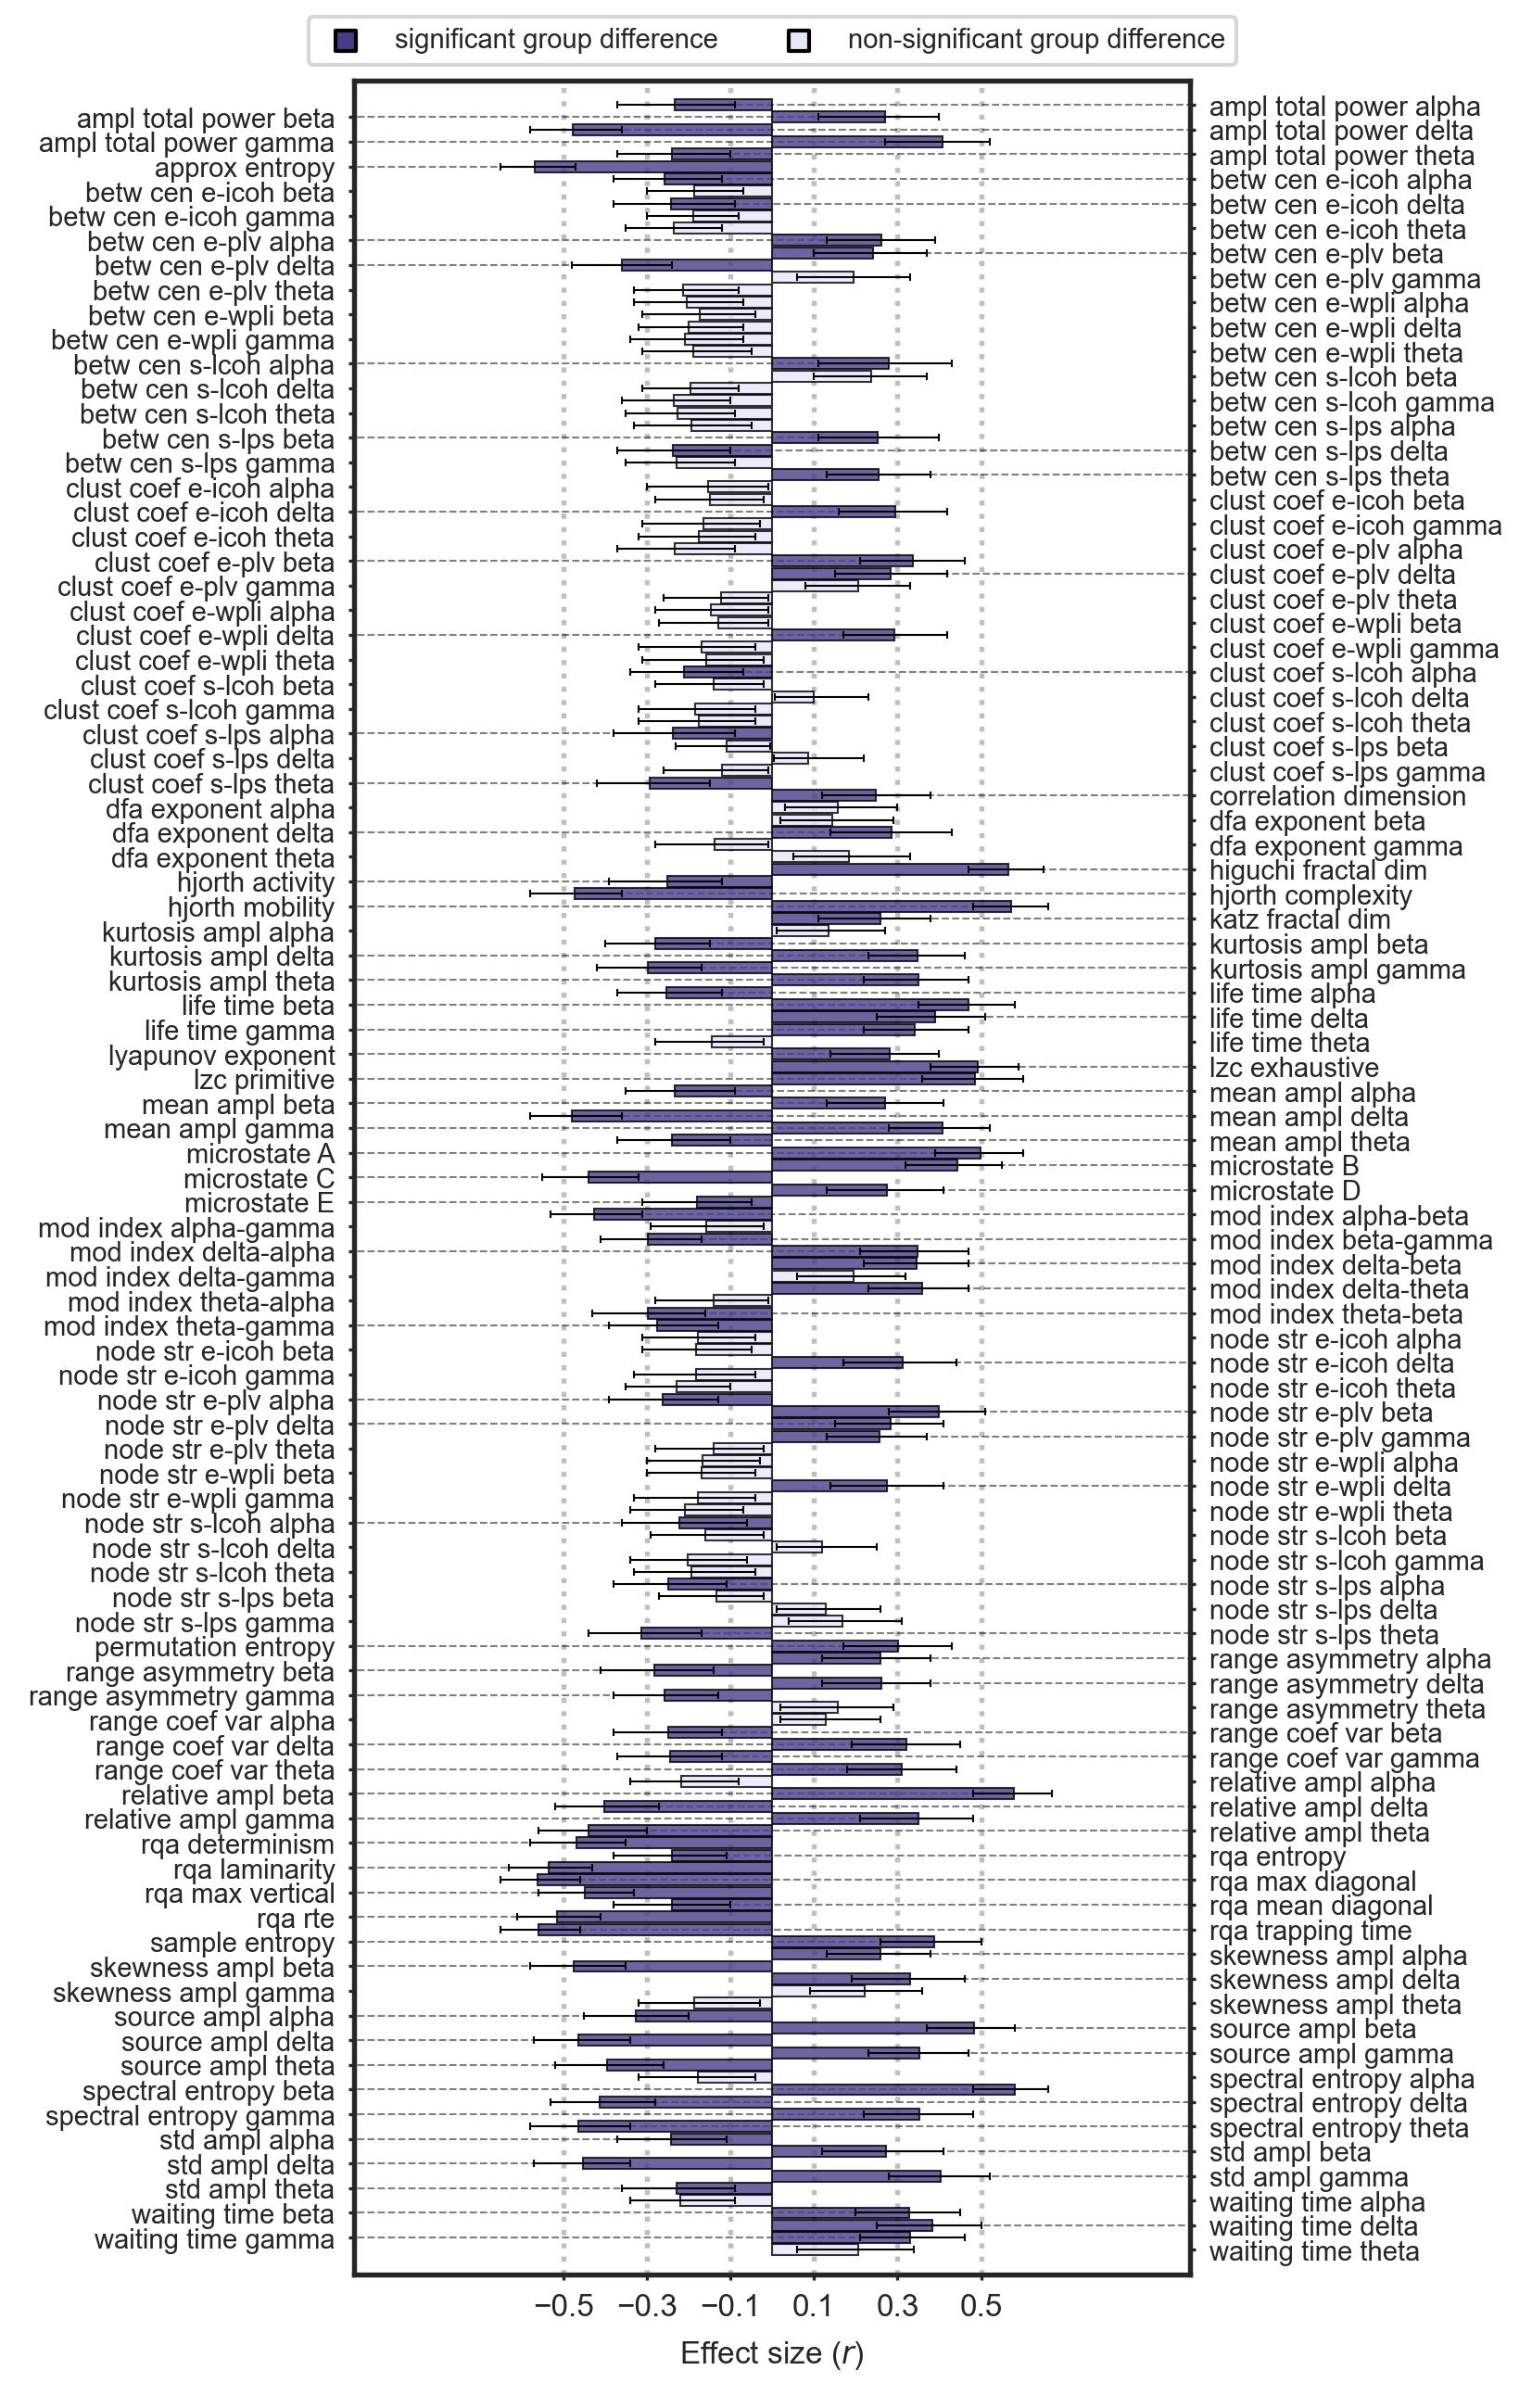 significant group difference
non-significant group difference
ampl total power alpha
ampl total power beta
ampl total power delta
ampl total power gamma
ampl total power theta
approx entropy
betw cen e-icoh alpha
betw cen e-icoh beta
betw cen e-icoh delta
betw cen e-icoh gamma
betw cen e-icoh theta
betw cen e-plv alpha
betw cen e-plv beta
betw cen e-plv delta
betw cen e-plv gamma
betw cen e-plv theta
betw cen e-wpli alpha
betw cen e-wpli beta
betw cen e-wpli delta
betw cen e-wpli gamma
betw cen e-wpli theta
betw cen s-lcoh alpha
betw cen s-lcoh beta
betw cen s-lcoh delta
betw cen s-lcoh gamma
betw cen s-lcoh theta
betw cen s-lps alpha
betw cen s-lps beta
betw cen s-lps delta
betw cen s-lps gamma
betw cen s-lps theta
clust coef e-icoh alpha
clust coef e-icoh beta
clust coef e-icoh delta
clust coef e-icoh gamma
clust coef e-icoh theta
clust coef e-plv alpha
clust coef e-plv beta
clust coef e-plv delta
clust coef e-plv gamma
clust coef e-plv theta
clust coef e-wpli alpha
clust coef e-wpli beta
clust coef e-wpli delta
clust coef e-wpli gamma
clust coef e-wpli theta
clust coef s-lcoh alpha
clust coef s-lcoh beta
clust coef s-lcoh delta
clust coef s-lcoh gamma
clust coef s-lcoh theta
clust coef s-lps alpha
clust coef s-lps beta
clust coef s-lps delta
clust coef s-lps gamma
clust coef s-lps theta
correlation dimension
dfa exponent alpha
dfa exponent beta
dfa exponent delta
dfa exponent gamma
dfa exponent theta
higuchi fractal dim
hjorth activity
hjorth complexity
hjorth mobility
katz fractal dim
kurtosis ampl alpha
kurtosis ampl beta
kurtosis ampl delta
kurtosis ampl gamma
kurtosis ampl theta
life time alpha
life time beta
life time delta
life time gamma
life time theta
lyapunov exponent
lzc exhaustive
lzc primitive
mean ampl alpha
mean ampl beta
mean ampl delta
mean ampl gamma
mean ampl theta
microstate A
microstate B
microstate C
microstate D
microstate E
mod index alpha-beta
mod index alpha-gamma
mod index beta-gamma
mod index delta-alpha
mod index delta-beta
mod index delta-gamma
mod index delta-theta
mod index theta-alpha
mod index theta-beta
mod index theta-gamma
node str e-icoh alpha
node str e-icoh beta
node str e-icoh delta
node str e-icoh gamma
node str e-icoh theta
node str e-plv alpha
node str e-plv beta
node str e-plv delta
node str e-plv gamma
node str e-plv theta
node str e-wpli alpha
node str e-wpli beta
node str e-wpli delta
node str e-wpli gamma
node str e-wpli theta
node str s-lcoh alpha
node str s-lcoh beta
node str s-lcoh delta
node str s-lcoh gamma
node str s-lcoh theta
node str s-lps alpha
node str s-lps beta
node str s-lps delta
node str s-lps gamma
node str s-lps theta
permutation entropy
range asymmetry alpha
range asymmetry beta
range asymmetry delta
range asymmetry gamma
range asymmetry theta
range coef var alpha
range coef var beta
range coef var delta
range coef var gamma
range coef var theta
relative ampl alpha
relative ampl beta
relative ampl delta
relative ampl gamma
relative ampl theta
rqa determinism
rqa entropy
rqa laminarity
rqa max diagonal
rqa max vertical
rqa mean diagonal
rqa rte
rqa trapping time
sample entropy
skewness ampl alpha
skewness ampl beta
skewness ampl delta
skewness ampl gamma
skewness ampl theta
source ampl alpha
source ampl beta
source ampl delta
source ampl gamma
source ampl theta
spectral entropy alpha
spectral entropy beta
spectral entropy delta
spectral entropy gamma
spectral entropy theta
std ampl alpha
std ampl beta
std ampl delta
std ampl gamma
std ampl theta
waiting time alpha
waiting time beta
waiting time delta
waiting time gamma
waiting time theta
−0.5 −0.3 −0.1 0.1 0.3 0.5
Effect size (r)